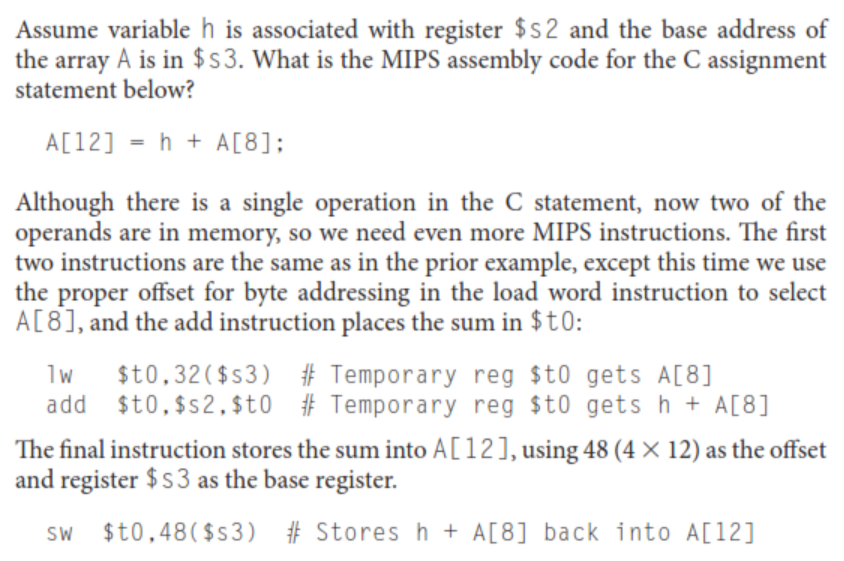 Assume variable h is associated with register $s2 and the base address of
the array A is in $s3. What is the MIPS assembly code for the C assignment
statement below?
A[12] = h + A[8];
Although there is a single operation in the C statement, now two of the
operands are in memory, so we need even more MIPS instructions. The first
two instructions are the same as in the prior example, except this time we use
the proper offset for byte addressing in the load word instruction to select
A[8], and the add instruction places the sum in $t0:
lw $t0,32($s3) # Temporary reg $t0 gets A[8]
add $t0,$s2,$t0 # Temporary reg $t0 gets h + A[8]
The final instruction stores the sum into A[12], using 48 (4 × 12) as the offset
and register $s3 as the base register.
sw $t0,48($s3) # Stores h + A[8] back into A[12]